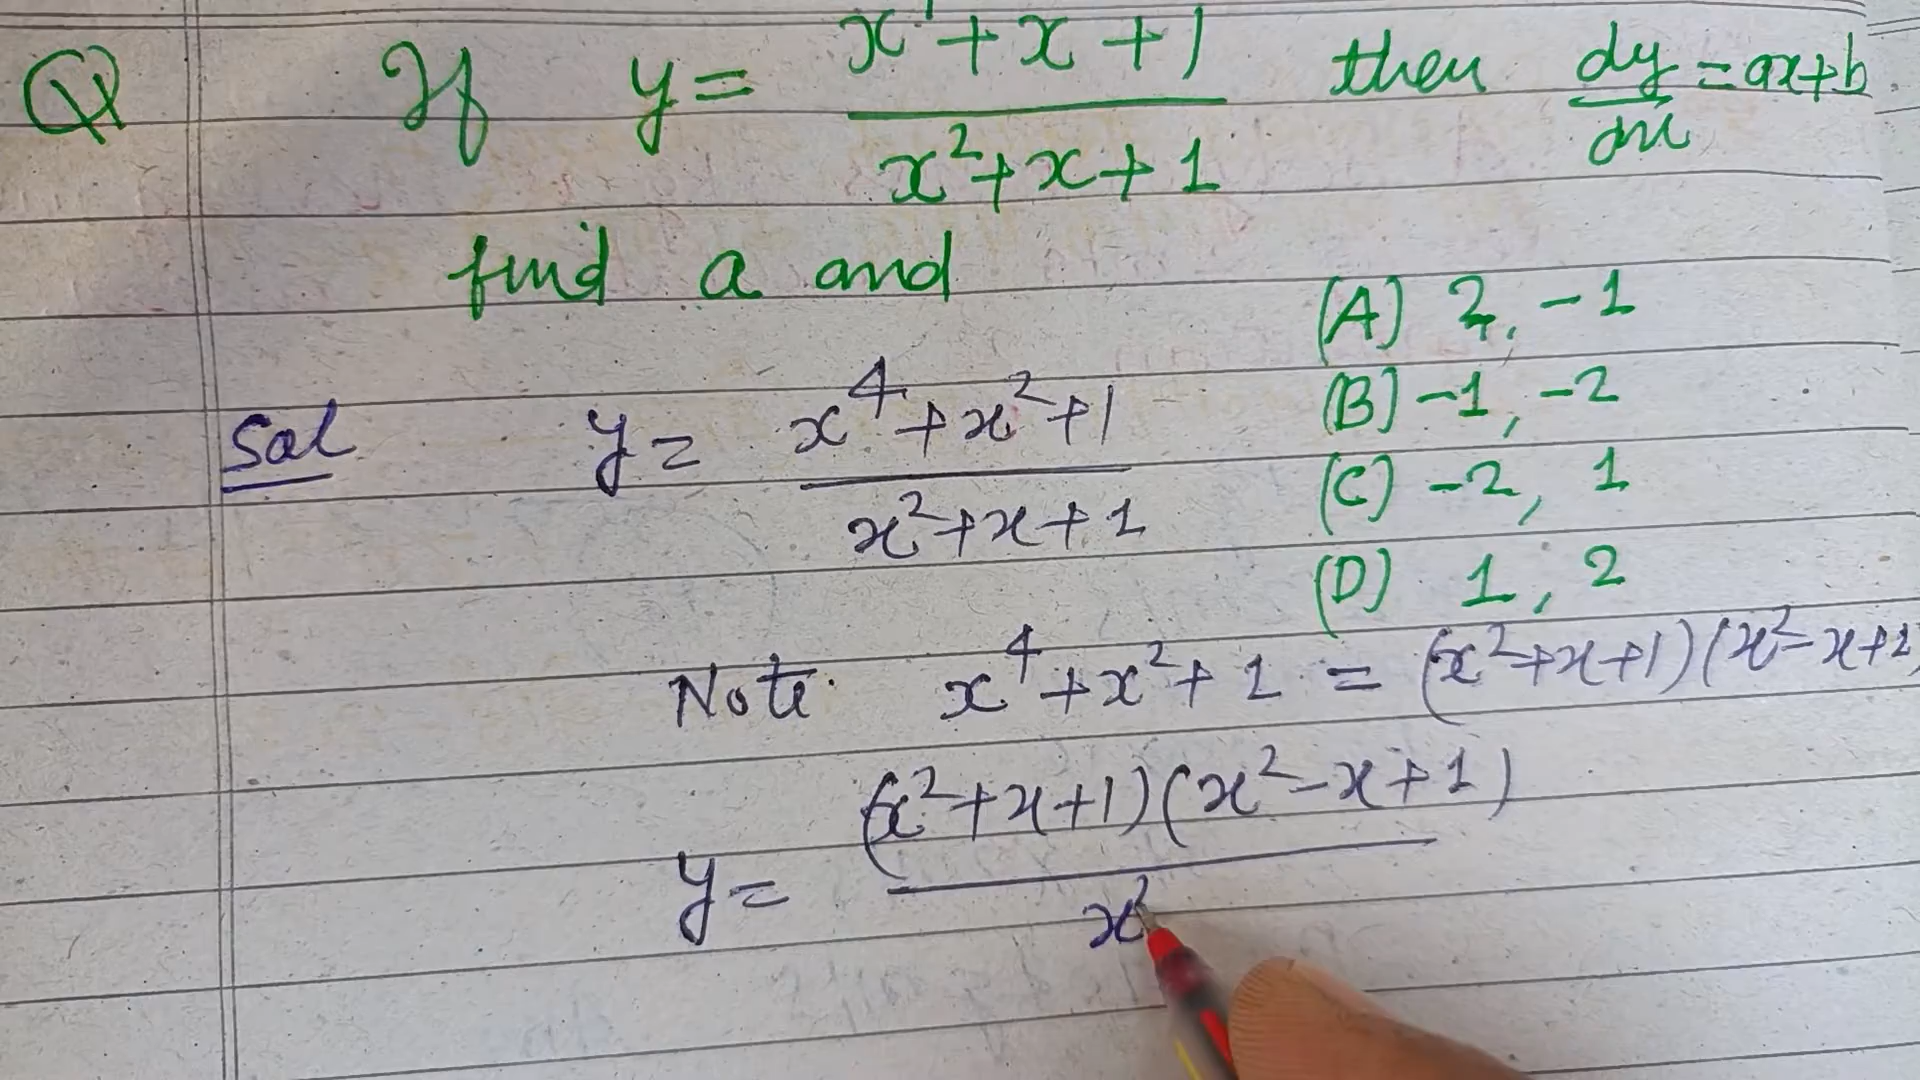 Q If y = x⁴+x+1 / x²+x+1 then dy/dx = ax+b
find a and
(A) 2, -1
(B) -1, -2
(C) -2, 1
(D) 1, 2
Sol y = x⁴+x²+1 / x²+x+1
Note. x⁴+x²+1 = (x²+x+1)(x²-x+1)
y = (x²+x+1)(x²-x+1) / x²